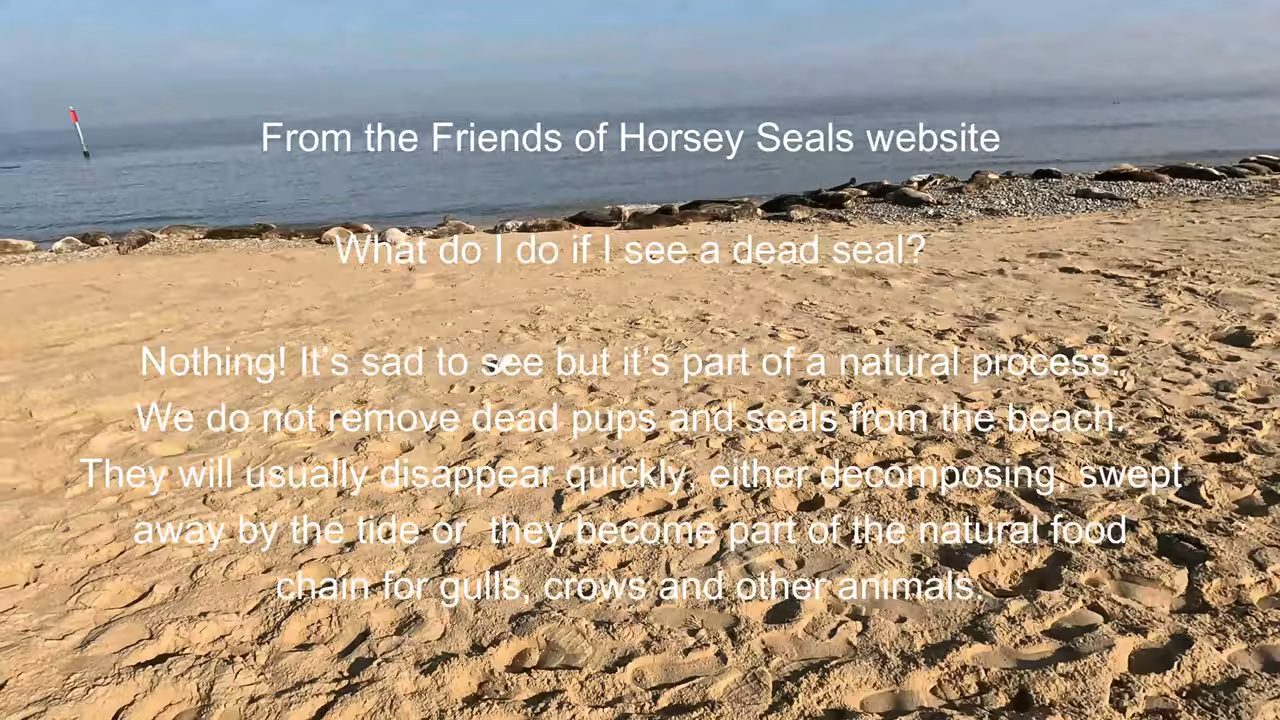 From the Friends of Horsey Seals website
What do I do if I see a dead seal?
Nothing! It’s sad to see but it’s part of a natural process.
We do not remove dead pups and seals from the beach.
They will usually disappear quickly, either decomposing, swept
away by the tide or  they become part of the natural food
chain for gulls, crows and other animals.